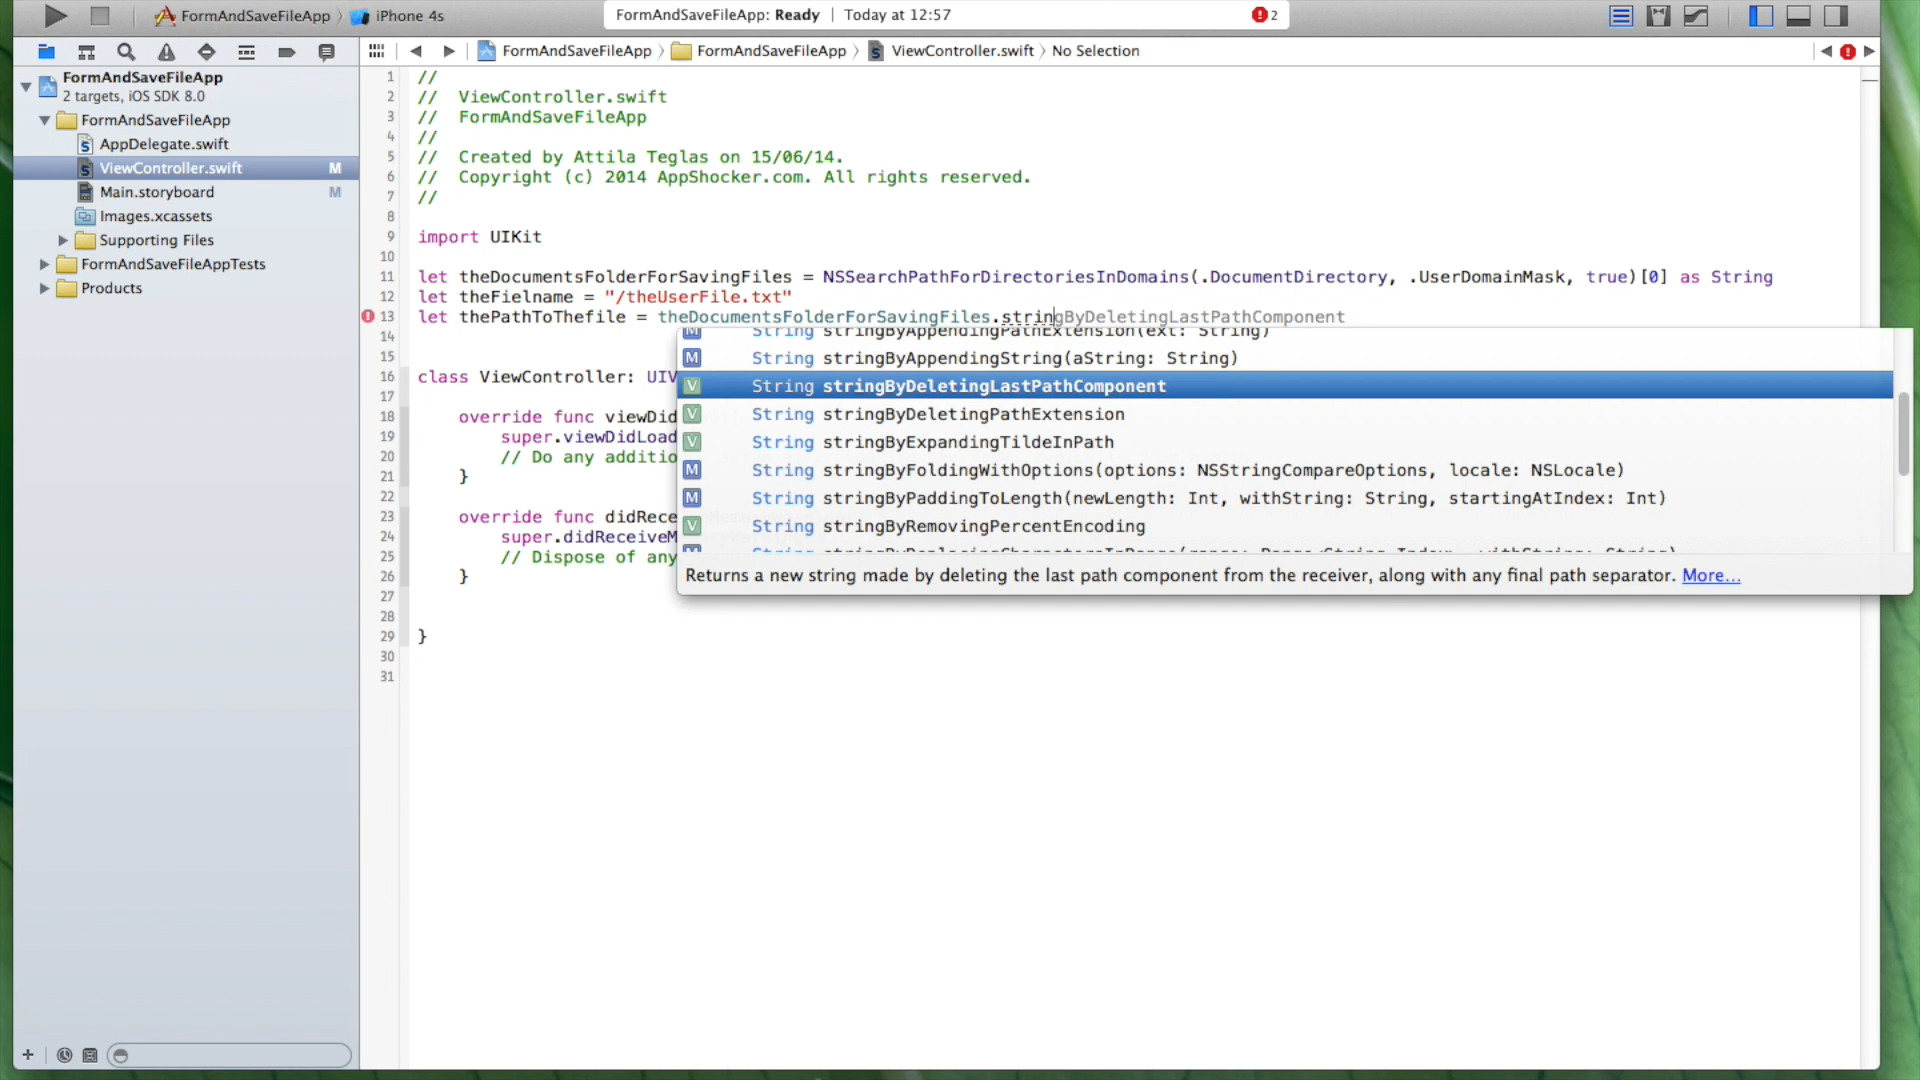 FormAndSaveFileApp 〉 iPhone 4s
FormAndSaveFileApp: Ready | Today at 12:57
2
FormAndSaveFileApp 〉 FormAndSaveFileApp 〉 ViewController.swift 〉 No Selection
FormAndSaveFileApp
2 targets, iOS SDK 8.0
FormAndSaveFileApp
AppDelegate.swift
ViewController.swift M
Main.storyboard M
Images.xcassets
Supporting Files
FormAndSaveFileAppTests
Products
1 //
2 // ViewController.swift
3 // FormAndSaveFileApp
4 //
5 // Created by Attila Teglas on 15/06/14.
6 // Copyright (c) 2014 AppShocker.com. All rights reserved.
7 //
8
9 import UIKit
10
11 let theDocumentsFolderForSavingFiles = NSSearchPathForDirectoriesInDomains(.DocumentDirectory, .UserDomainMask, true)[0] as String
12 let theFielname = "/theUserFile.txt"
13 let thePathToThefile = theDocumentsFolderForSavingFiles.stringByDeletingLastPathComponent
14
15
16 class ViewController: UIV
17
18 override func viewDid
19 super.viewDidLoad
20 // Do any additio
21 }
22
23 override func didRece
24 super.didReceiveM
25 // Dispose of any
26 }
27
28
29 }
30
31
M String stringByAppendingPathExtension(ext: String)
M String stringByAppendingString(aString: String)
V String stringByDeletingLastPathComponent
V String stringByDeletingPathExtension
V String stringByExpandingTildeInPath
M String stringByFoldingWithOptions(options: NSStringCompareOptions, locale: NSLocale)
M String stringByPaddingToLength(newLength: Int, withString: String, startingAtIndex: Int)
V String stringByRemovingPercentEncoding
Returns a new string made by deleting the last path component from the receiver, along with any final path separator. More...